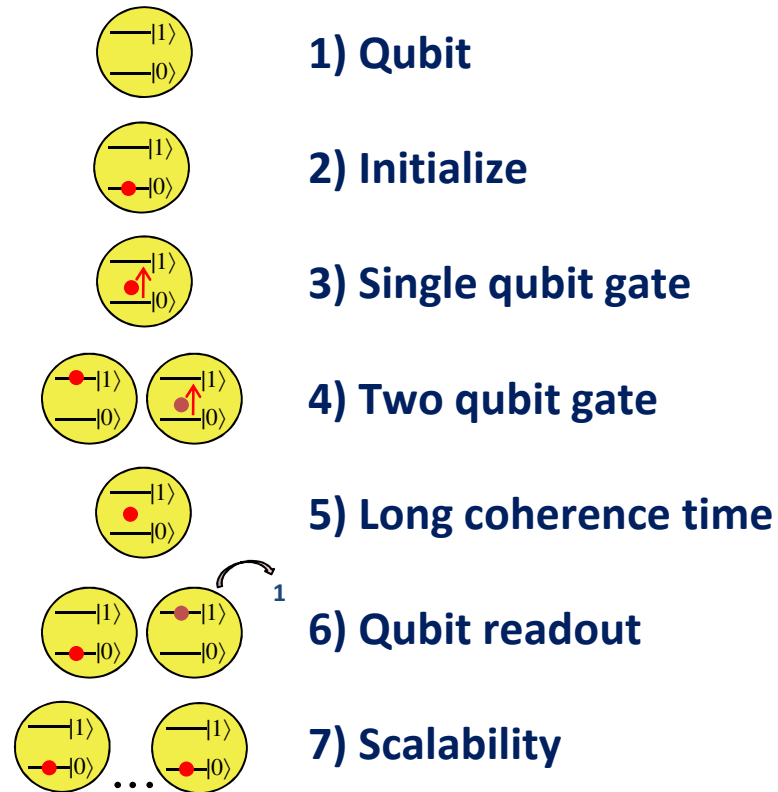 |1⟩
|0⟩
1) Qubit
|1⟩
|0⟩
2) Initialize
|1⟩
|0⟩
3) Single qubit gate
|1⟩ |1⟩
|0⟩ |0⟩
4) Two qubit gate
|1⟩
|0⟩
5) Long coherence time
1
|1⟩ |1⟩
|0⟩ |0⟩
6) Qubit readout
|1⟩ |1⟩
|0⟩ ... |0⟩
7) Scalability